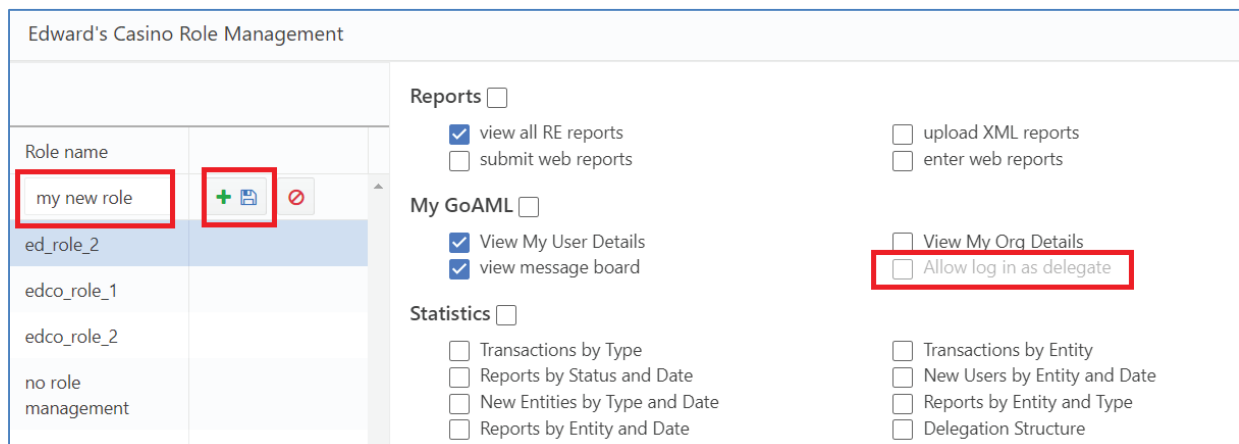 Edward's Casino Role Management
Role name
my new role
ed_role_2
edco_role_1
edco_role_2
no role
management
Reports
view all RE reports
upload XML reports
submit web reports
enter web reports
My GoAML
View My User Details
View My Org Details
view message board
Allow log in as delegate
Statistics
Transactions by Type
Transactions by Entity
Reports by Status and Date
New Users by Entity and Date
New Entities by Type and Date
Reports by Entity and Type
Reports by Entity and Date
Delegation Structure